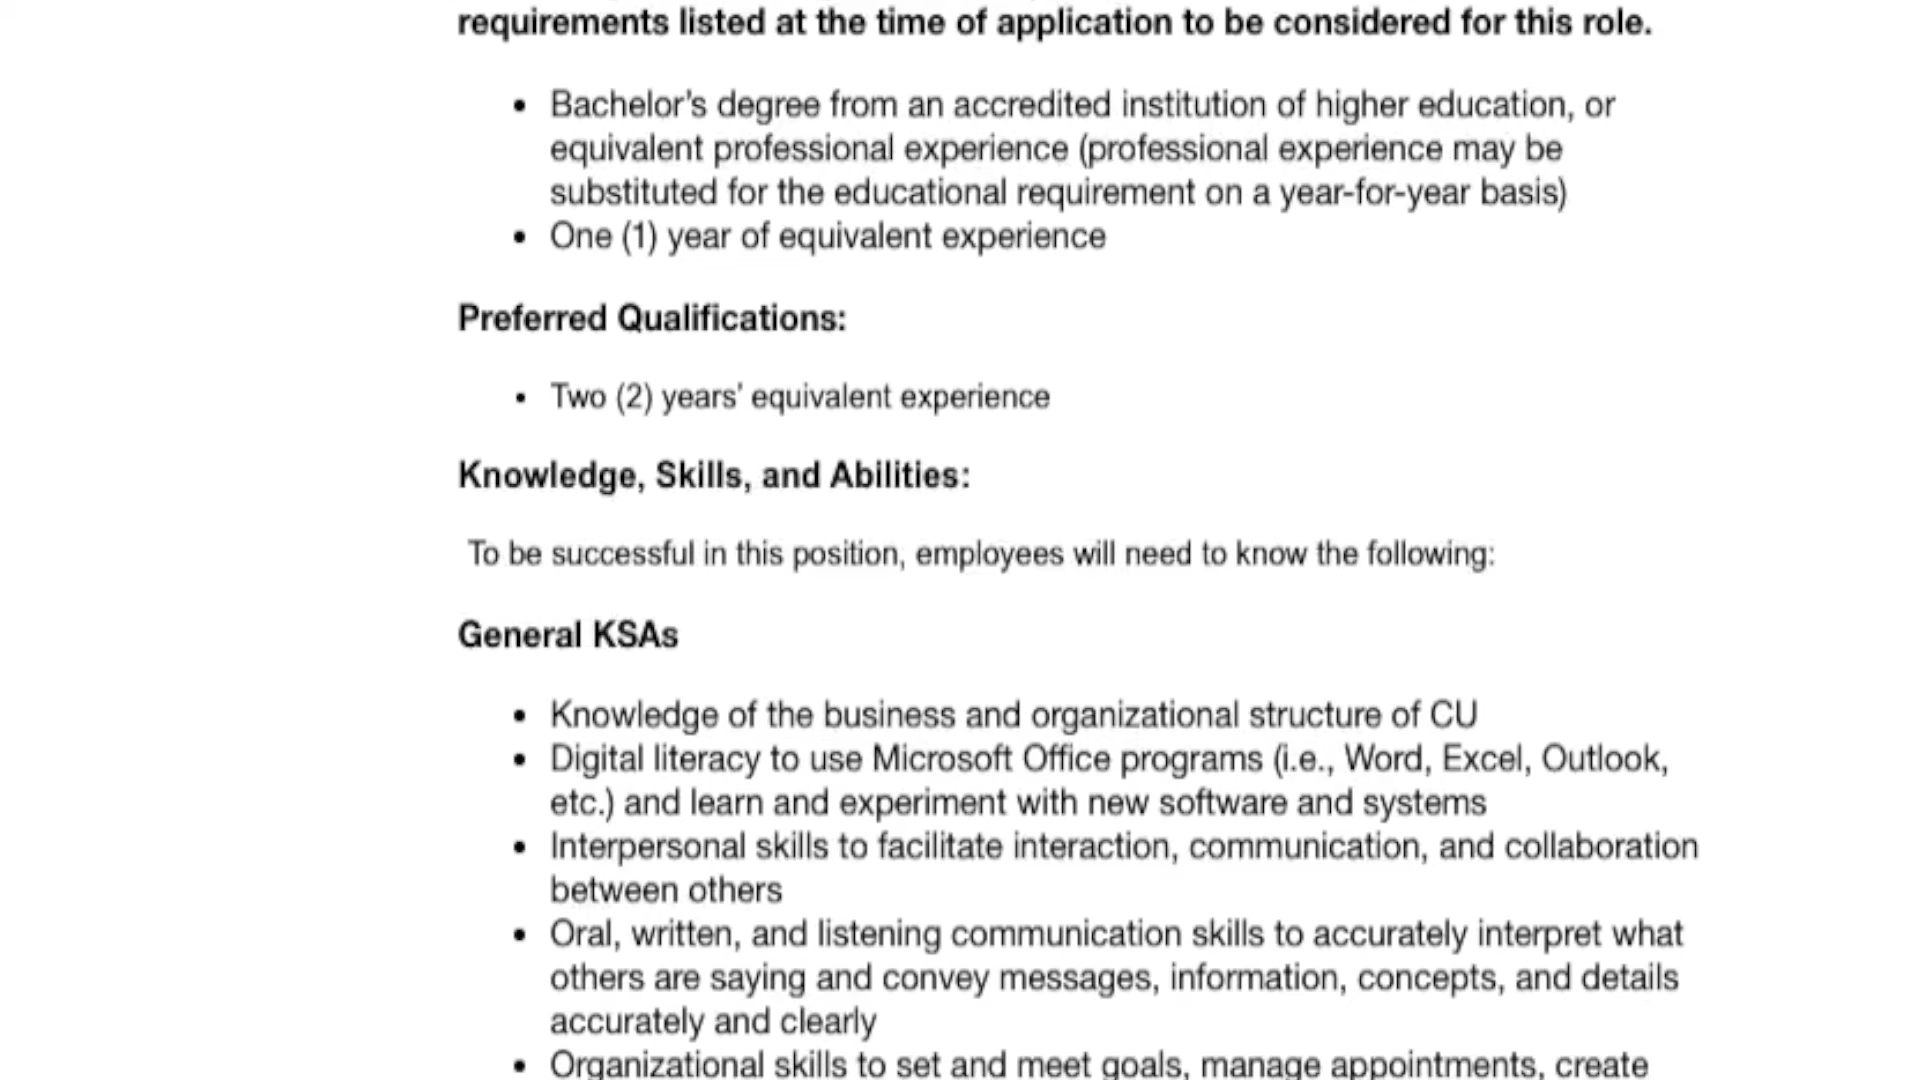 requirements listed at the time of application to be considered for this role.
• Bachelor's degree from an accredited institution of higher education, or
equivalent professional experience (professional experience may be
substituted for the educational requirement on a year-for-year basis)
• One (1) year of equivalent experience
Preferred Qualifications:
• Two (2) years' equivalent experience
Knowledge, Skills, and Abilities:
To be successful in this position, employees will need to know the following:
General KSAs
• Knowledge of the business and organizational structure of CU
• Digital literacy to use Microsoft Office programs (i.e., Word, Excel, Outlook,
etc.) and learn and experiment with new software and systems
• Interpersonal skills to facilitate interaction, communication, and collaboration
between others
• Oral, written, and listening communication skills to accurately interpret what
others are saying and convey messages, information, concepts, and details
accurately and clearly
• Organizational skills to set and meet goals, manage appointments, create